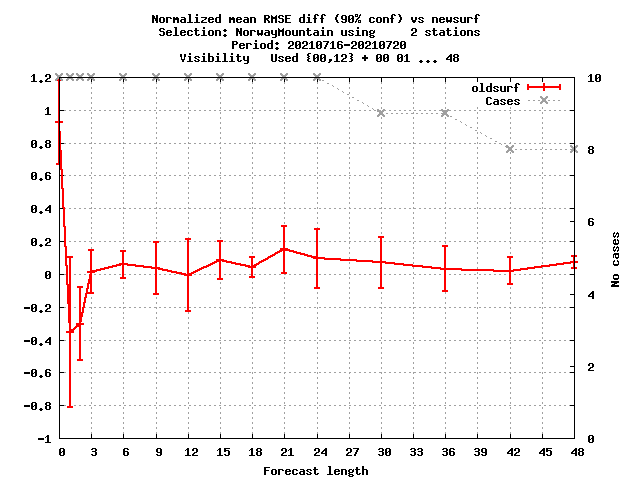 Normalized mean RMSE diff (90% conf) vs newsurf
Selection: NorwayMountain using 2 stations
Period: 20210716-20210720
Visibility Used {00,12} + 00 01 ... 48
oldsurf
Cases
1.2
1
0.8
0.6
0.4
0.2
0
-0.2
-0.4
-0.6
-0.8
-1
10
8
6
4
2
0
No cases
0 3 6 9 12 15 18 21 24 27 30 33 36 39 42 45 48
Forecast length